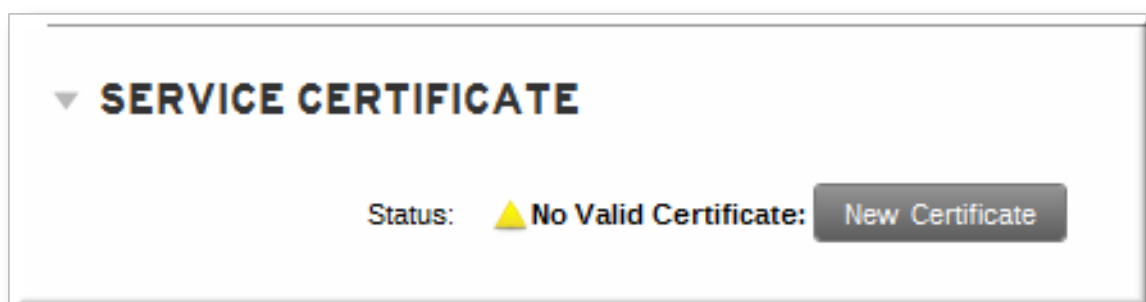 SERVICE CERTIFICATE
Status: No Valid Certificate: New Certificate